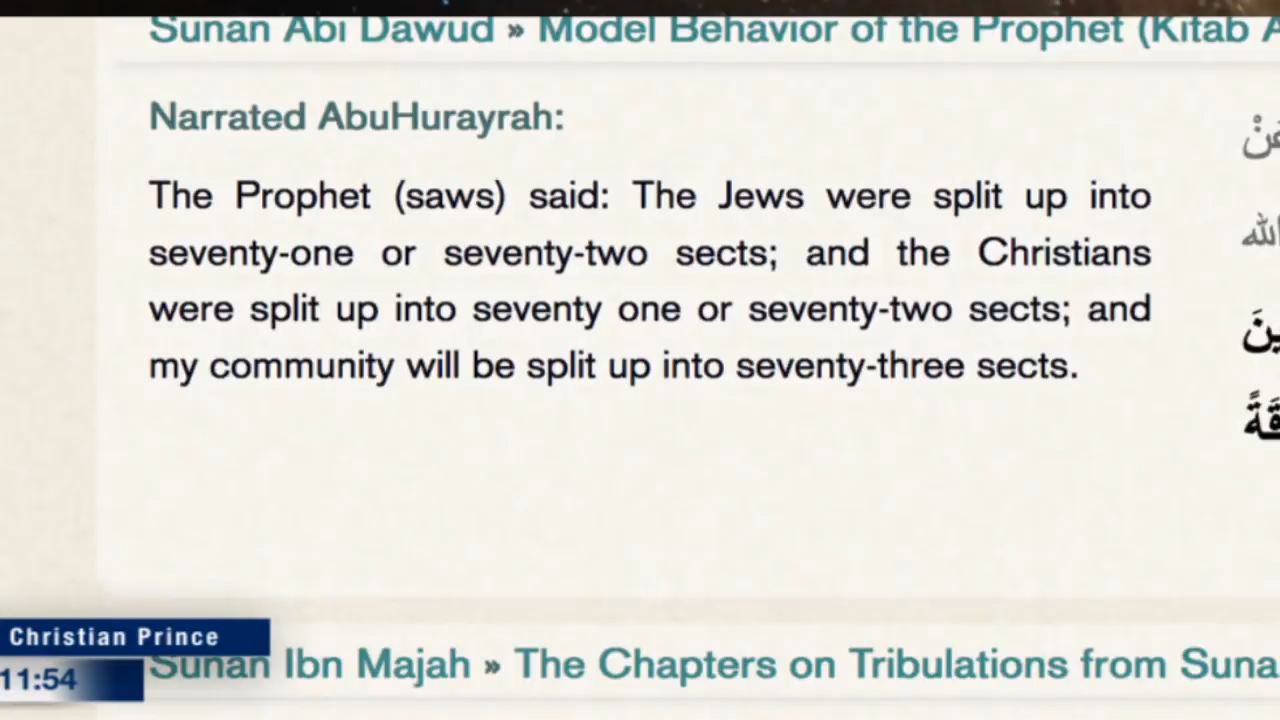 Sunan Abi Dawud » Model Behavior of the Prophet (Kitab A
Narrated AbuHurayrah:
The Prophet (saws) said: The Jews were split up into
seventy-one or seventy-two sects; and the Christians
were split up into seventy one or seventy-two sects; and
my community will be split up into seventy-three sects.
الله
Christian Prince
11:54
Sunan Ibn Majah » The Chapters on Tribulations from Suna